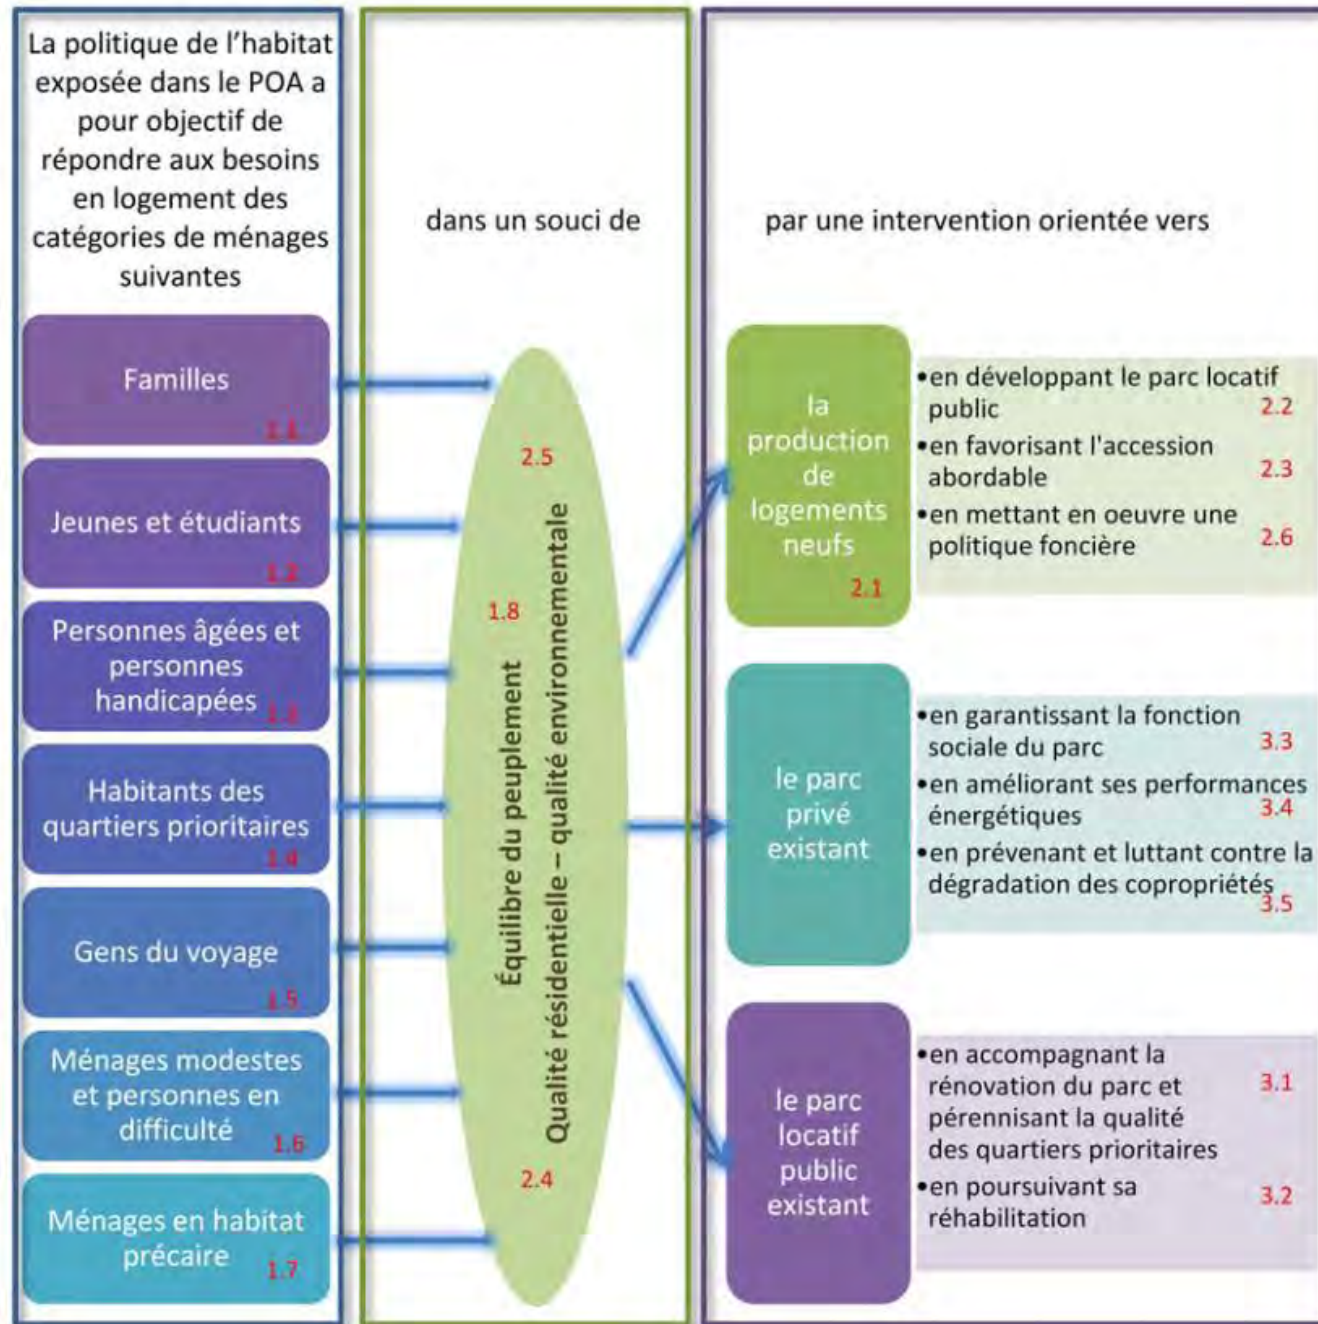 La politique de l'habitat
exposée dans le POA a
pour objectif de
répondre aux besoins
en logement des
catégories de ménages
suivantes
Familles
1.1
Jeunes et étudiants
1.2
Personnes âgées et
personnes
handicapées
1.3
Habitants des
quartiers prioritaires
1.4
Gens du voyage
1.5
Ménages modestes
et personnes en
difficulté
1.6
Ménages en habitat
précaire
1.7
dans un souci de
2.5
1.8
Équilibre du peuplement
Qualité résidentielle – qualité environnementale
2.4
par une intervention orientée vers
la
production
de
logements
neufs
2.1
•en développant le parc locatif
public 2.2
•en favorisant l'accession
abordable 2.3
•en mettant en oeuvre une
politique foncière 2.6
le parc
privé
existant
•en garantissant la fonction
sociale du parc 3.3
•en améliorant ses performances
énergétiques 3.4
•en prévenant et luttant contre la
dégradation des copropriétés
3.5
le parc
locatif
public
existant
•en accompagnant la
rénovation du parc et 3.1
pérennisant la qualité
des quartiers prioritaires
•en poursuivant sa 3.2
réhabilitation